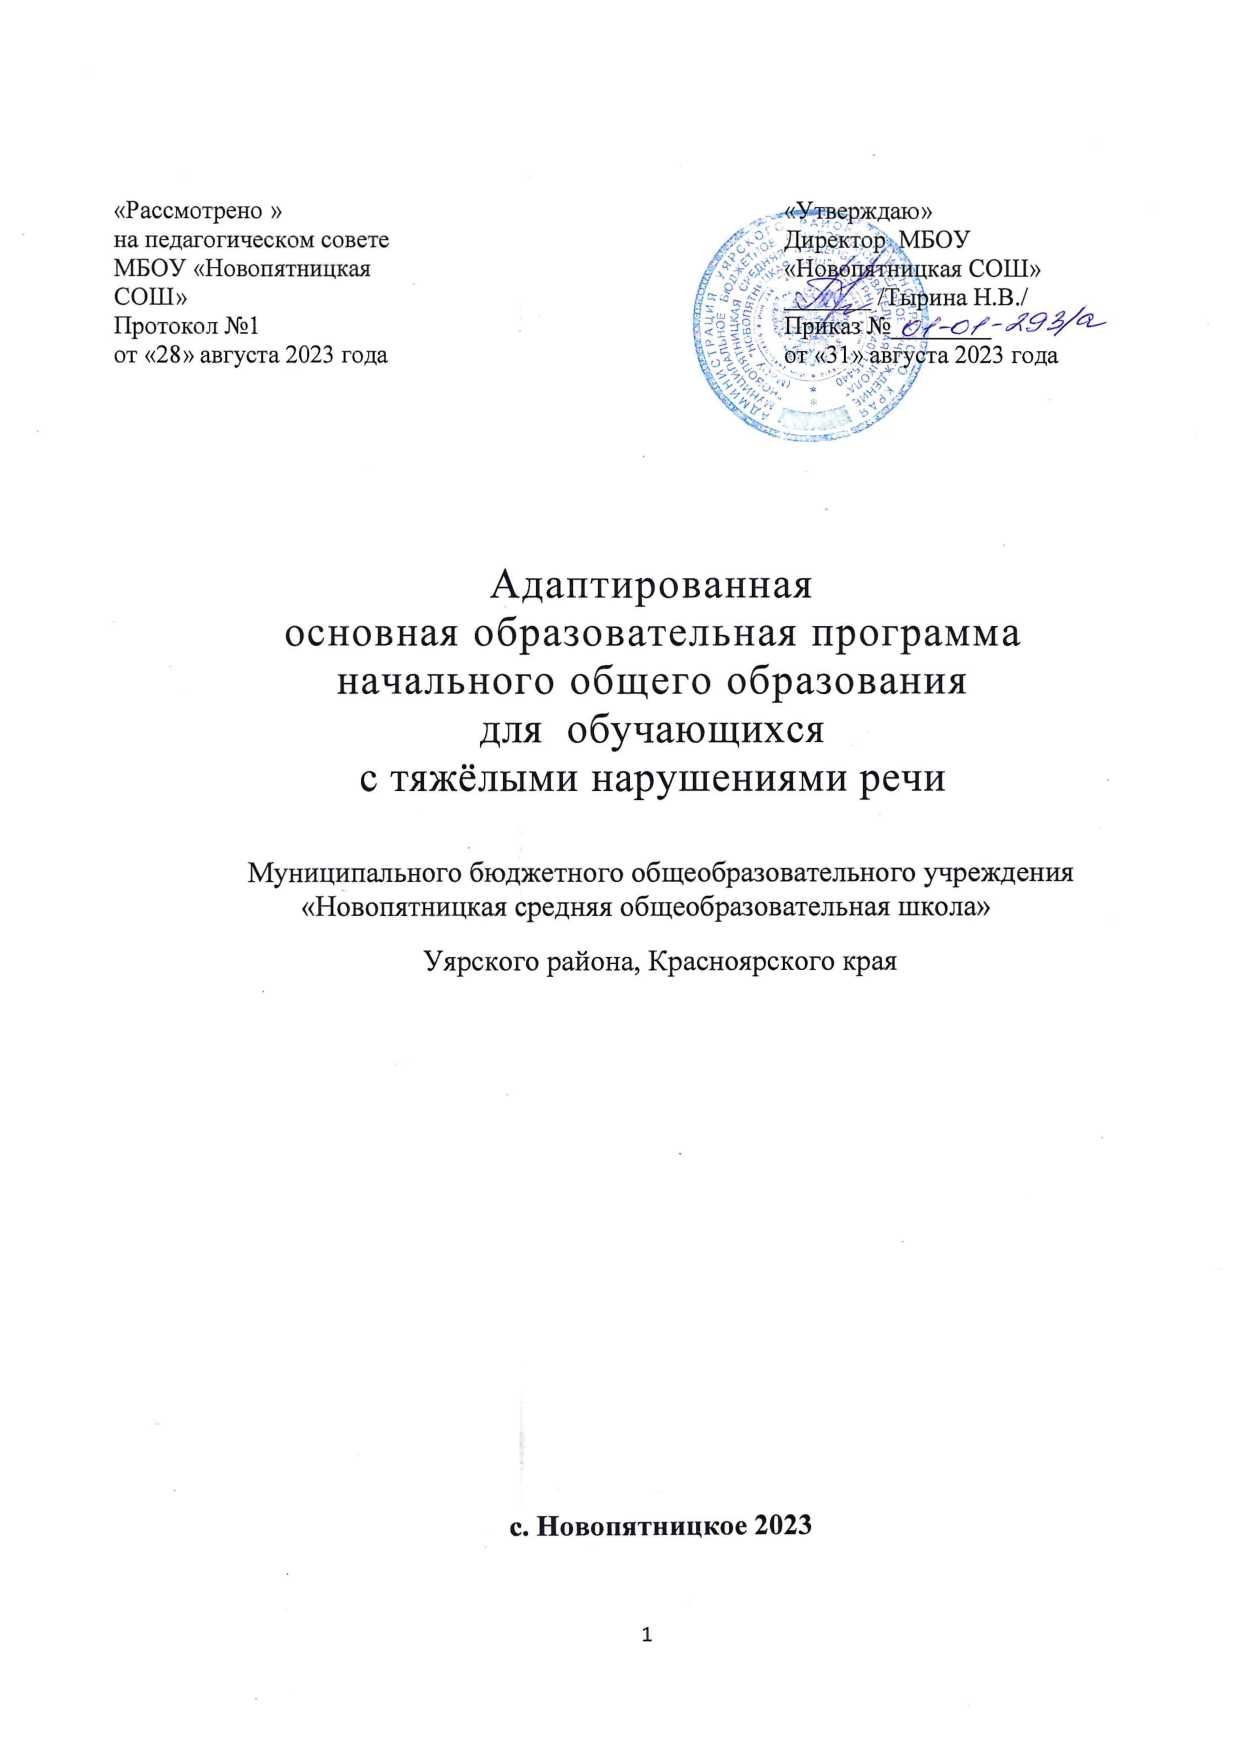 «Рассмотрено »
на педагогическом совете
МБОУ «Новопятницкая
СОШ»
Протокол №1
от «28» августа 2023 года
«Утверждаю»
Директор МБОУ
«Новопятницкая СОШ»
/Тырина Н.В./
Приказ № 01-01-293/а
от «31» августа 2023 года
Адаптированная
основная образовательная программа
начального общего образования
для обучающихся
с тяжёлыми нарушениями речи
Муниципального бюджетного общеобразовательного учреждения
«Новопятницкая средняя общеобразовательная школа»
Уярского района, Красноярского края
с. Новопятницкое 2023
1